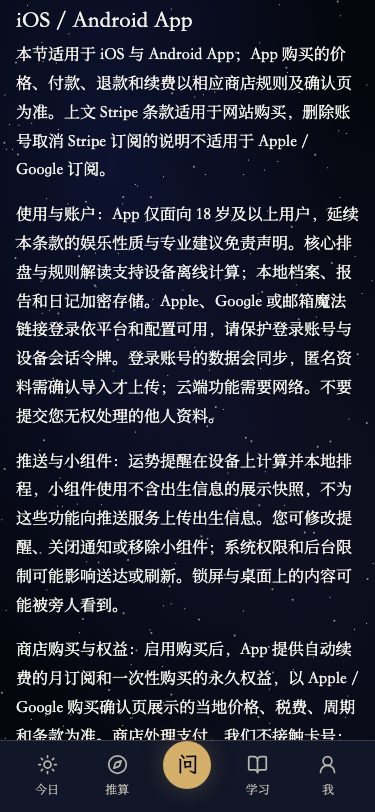 iOS / Android App
本节适用于 iOS 与 Android App；App 购买的价
格、付款、退款和续费以相应商店规则及确认页
为准。上文 Stripe 条款适用于网站购买，删除账
号取消 Stripe 订阅的说明不适用于 Apple /
Google 订阅。
使用与账户：App 仅面向 18 岁及以上用户，延续
本条款的娱乐性质与专业建议免责声明。核心排
盘与规则解读支持设备离线计算；本地档案、报
告和日记加密存储。Apple、Google 或邮箱魔法
链接登录依平台和配置可用，请保护登录账号与
设备会话令牌。登录账号的数据会同步，匿名资
料需确认导入才上传；云端功能需要网络。不要
提交您无权处理的他人资料。
推送与小组件：运势提醒在设备上计算并本地排
程，小组件使用不含出生信息的展示快照，不为
这些功能向推送服务上传出生信息。您可修改提
醒、关闭通知或移除小组件；系统权限和后台限
制可能影响送达或刷新。锁屏与桌面上的内容可
能被旁人看到。
商店购买与权益：启用购买后，App 提供自动续
费的月订阅和一次性购买的永久权益，以 Apple /
Google 购买确认页展示的当地价格、税费、周期
和条款为准。商店处理支付，我们不接触卡号；
今日
推算
问
学习
我